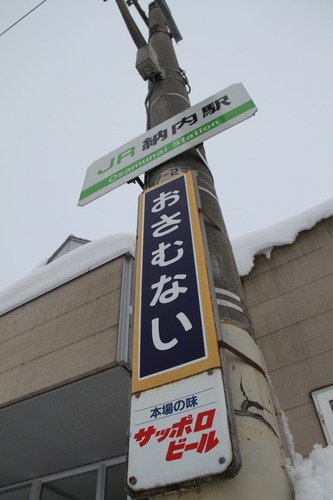 JR 納内駅
Osamunai Station
おさむない
本場の味
サッポロ
ビール